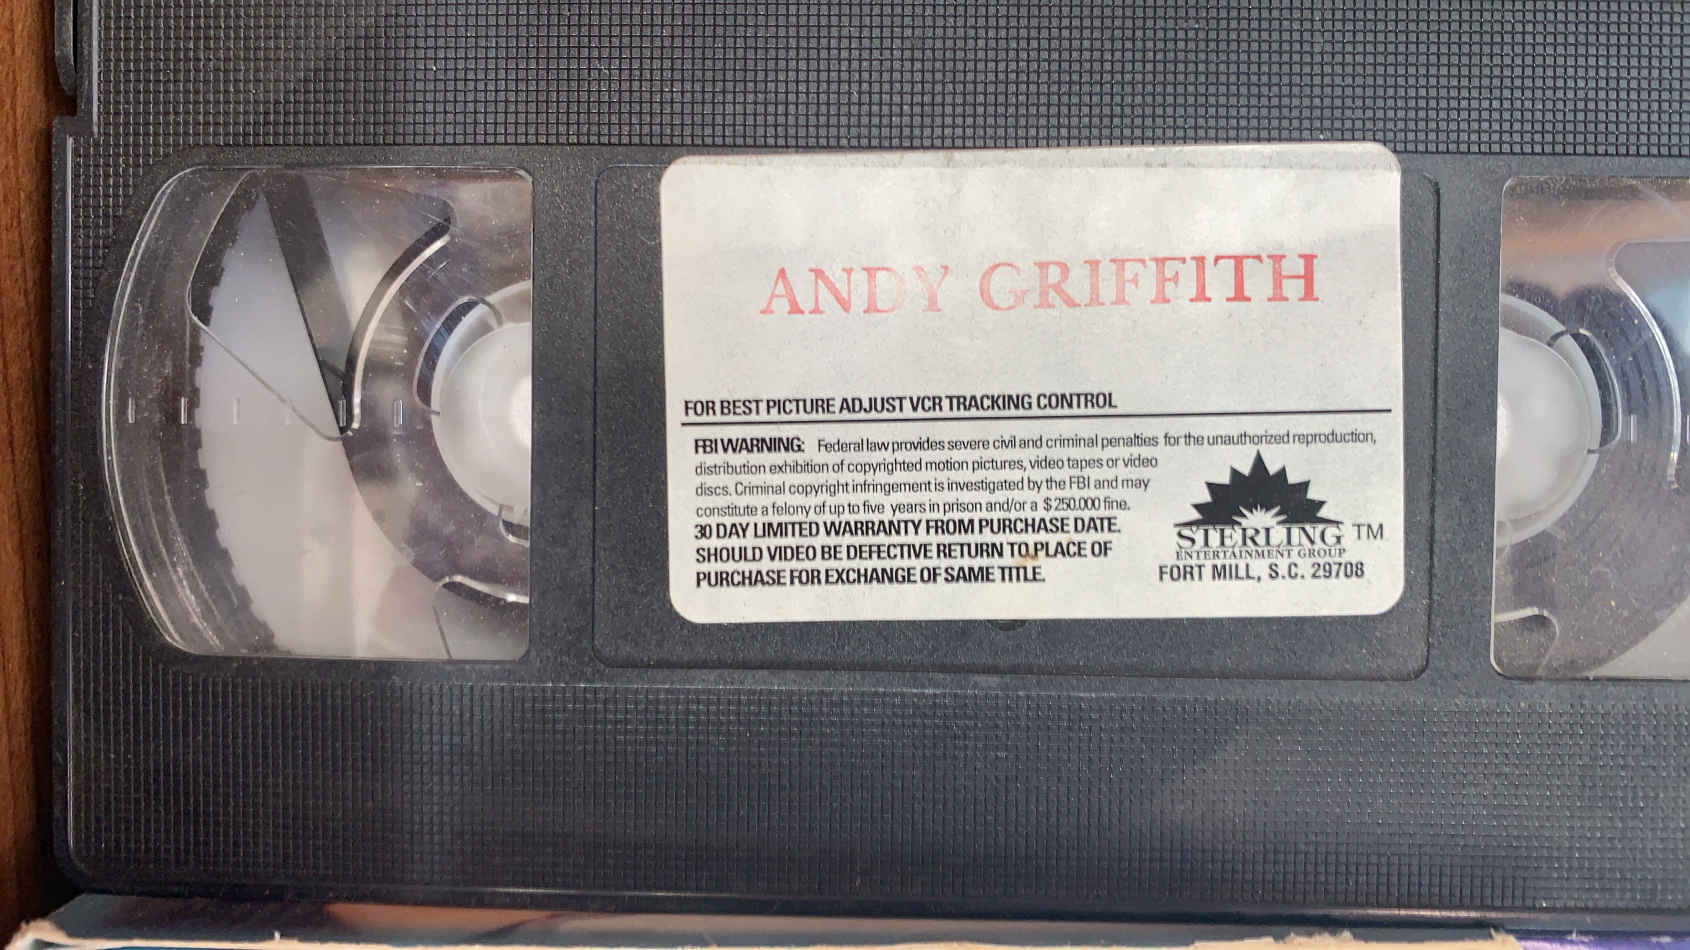 ANDY GRIFFITH
FOR BEST PICTURE ADJUST VCR TRACKING CONTROL
FBI WARNING: Federal law provides severe civil and criminal penalties for the unauthorized reproduction,
distribution exhibition of copyrighted motion pictures, video tapes or video
discs. Criminal copyright infringement is investigated by the FBI and may
constitute a felony of up to five years in prison and/or a $250.000 fine.
30 DAY LIMITED WARRANTY FROM PURCHASE DATE.
SHOULD VIDEO BE DEFECTIVE RETURN TO PLACE OF
PURCHASE FOR EXCHANGE OF SAME TITLE.
STERLING TM
ENTERTAINMENT GROUP
FORT MILL, S.C. 29708